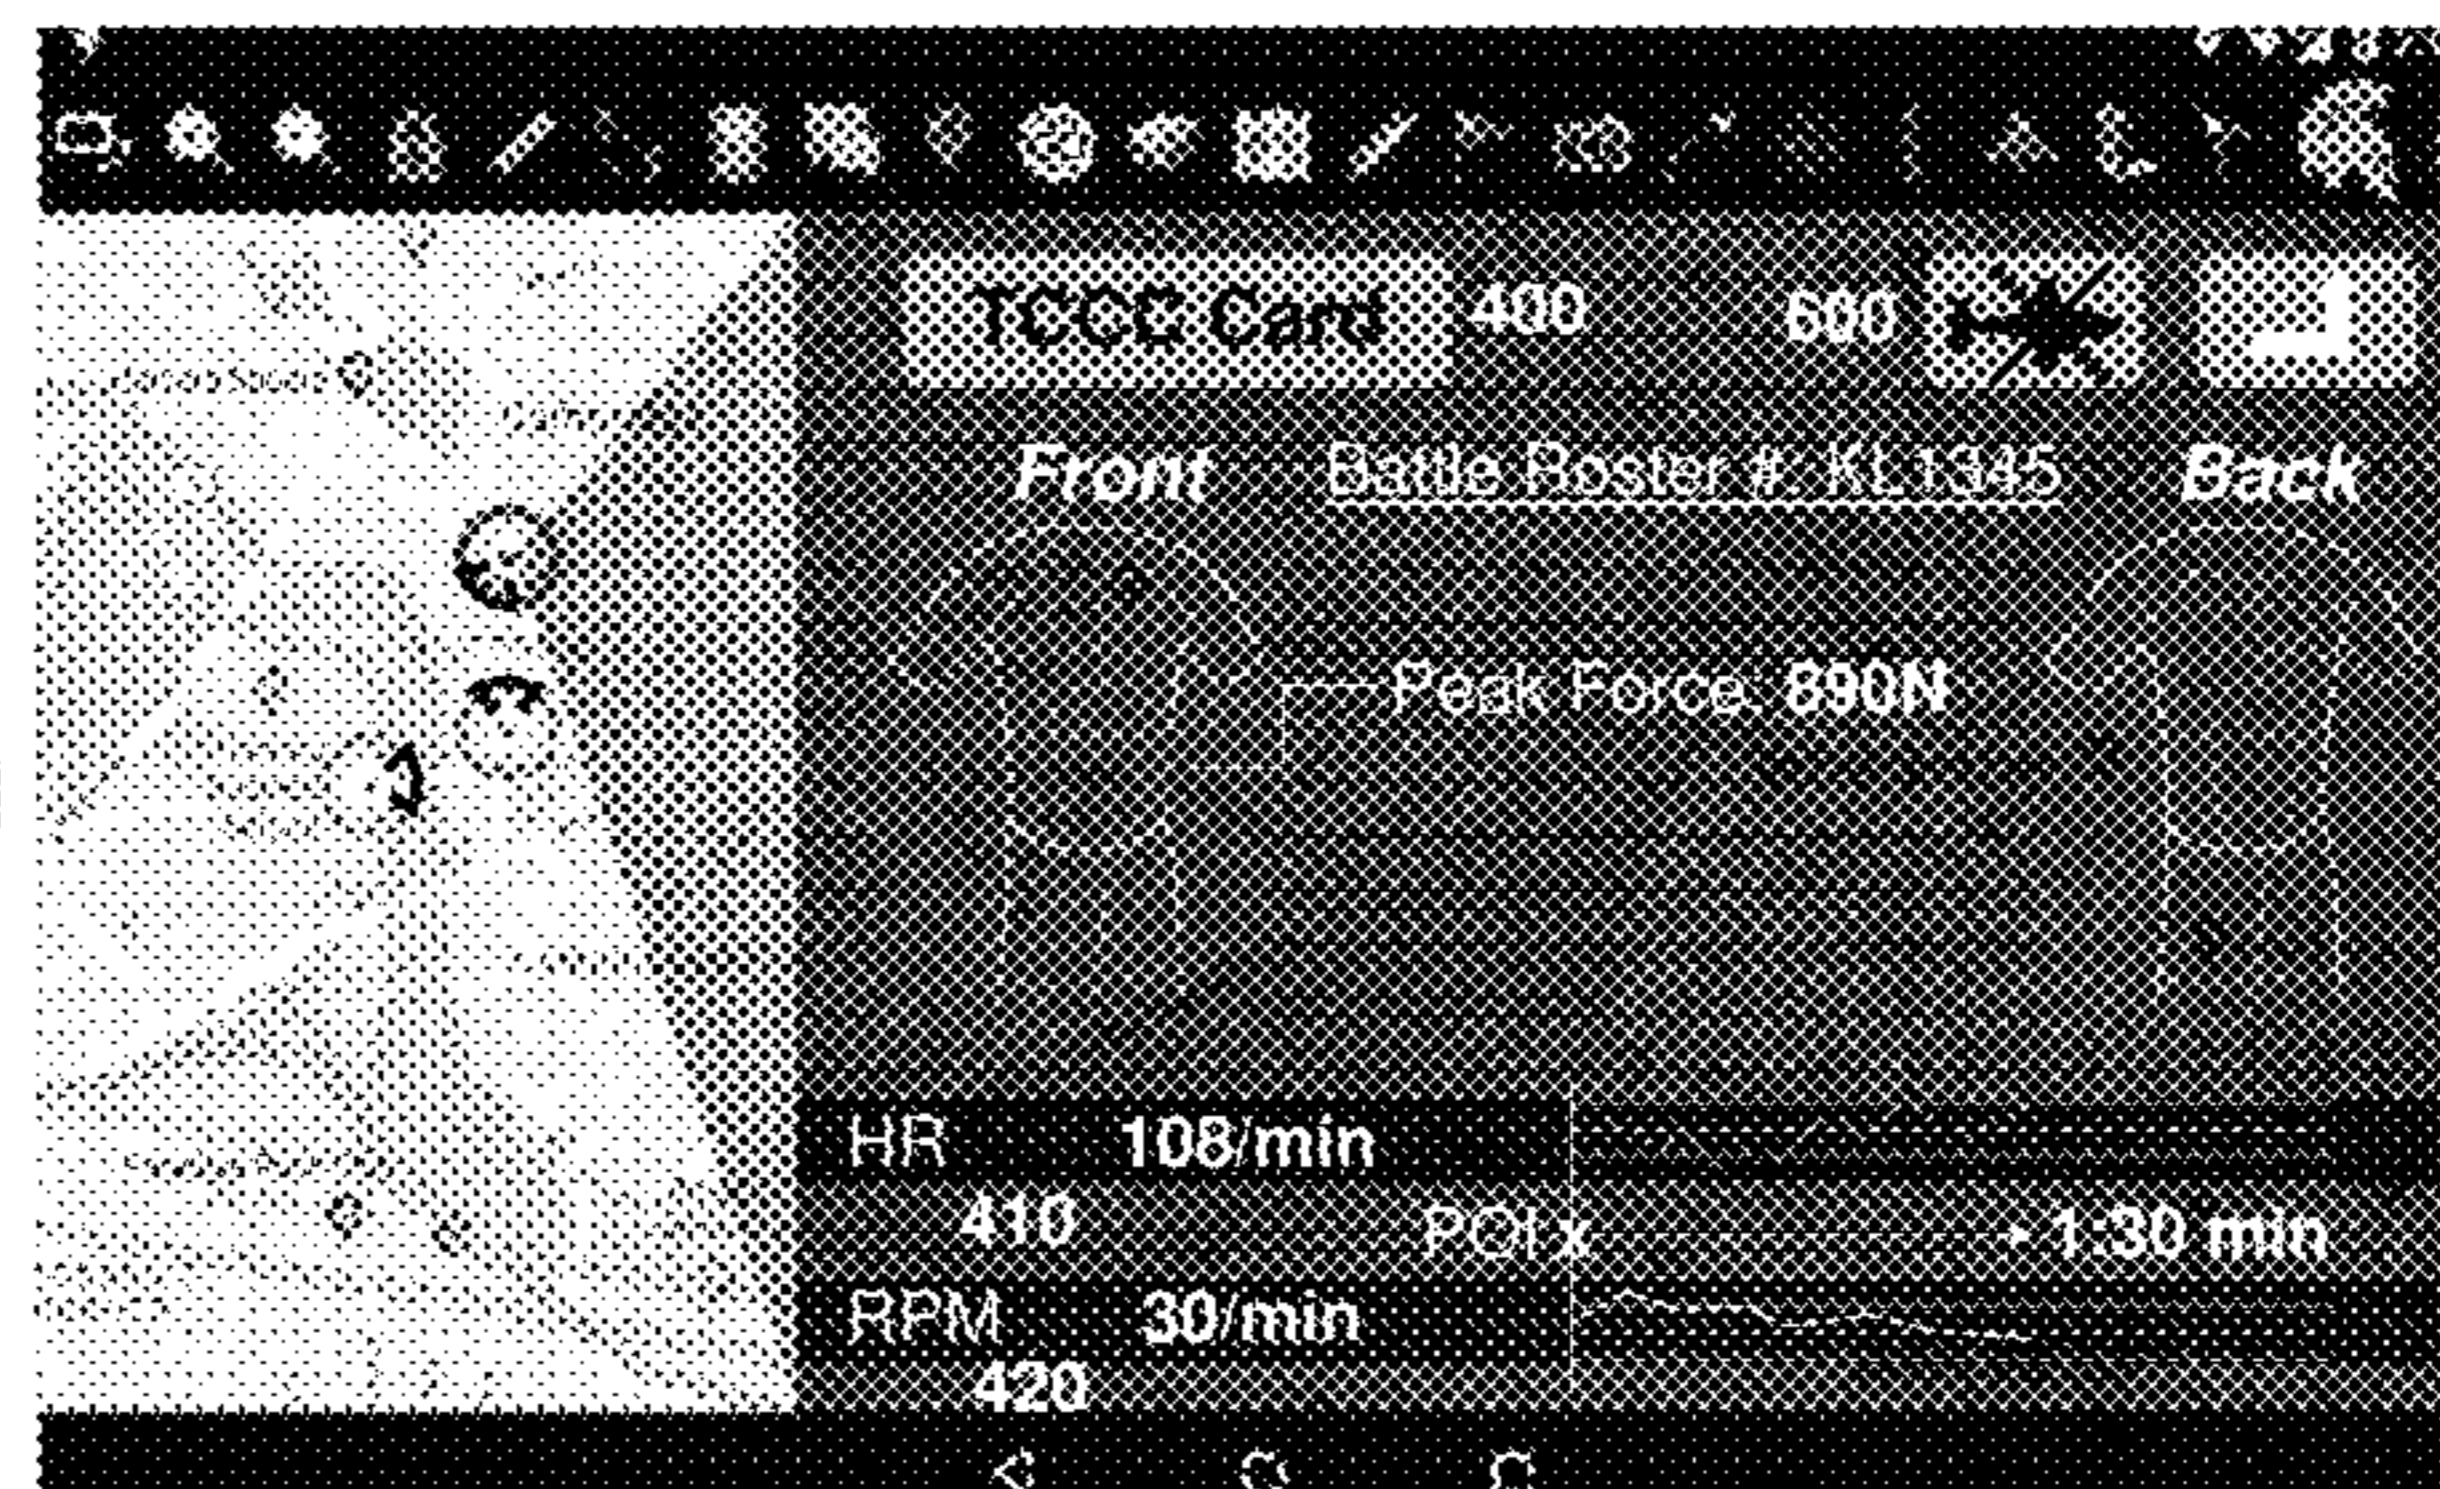 TCCC Card 400 600
Front Battle Roster #: KL1345 Back
Peak Force: 890N
HR 108/min
410 POI x 1:30 min
RPM 30/min
420